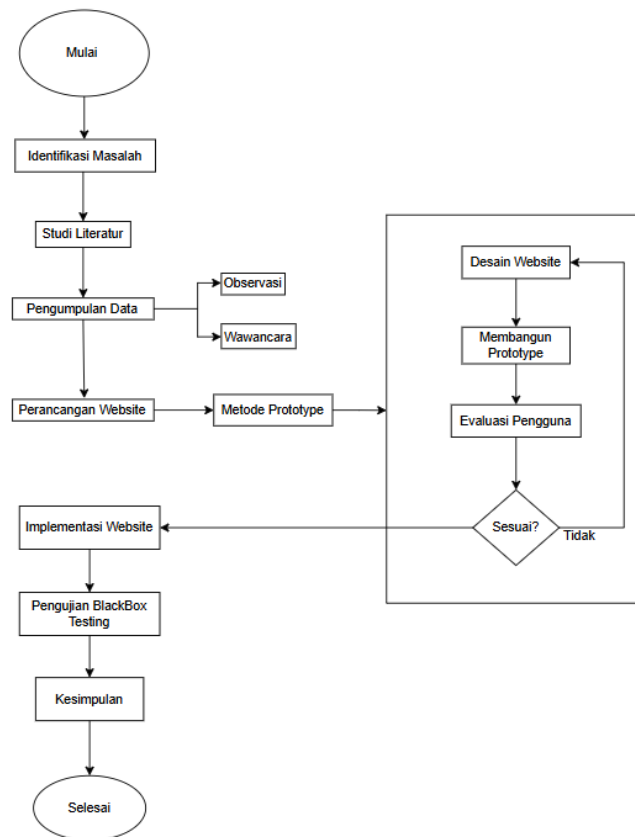 Mulai
Identifikasi Masalah
Studi Literatur
Pengumpulan Data
Observasi
Wawancara
Perancangan Website
Metode Prototype
Desain Website
Membangun
Prototype
Evaluasi Pengguna
Sesuai?
Tidak
Implementasi Website
Pengujian BlackBox
Testing
Kesimpulan
Selesai